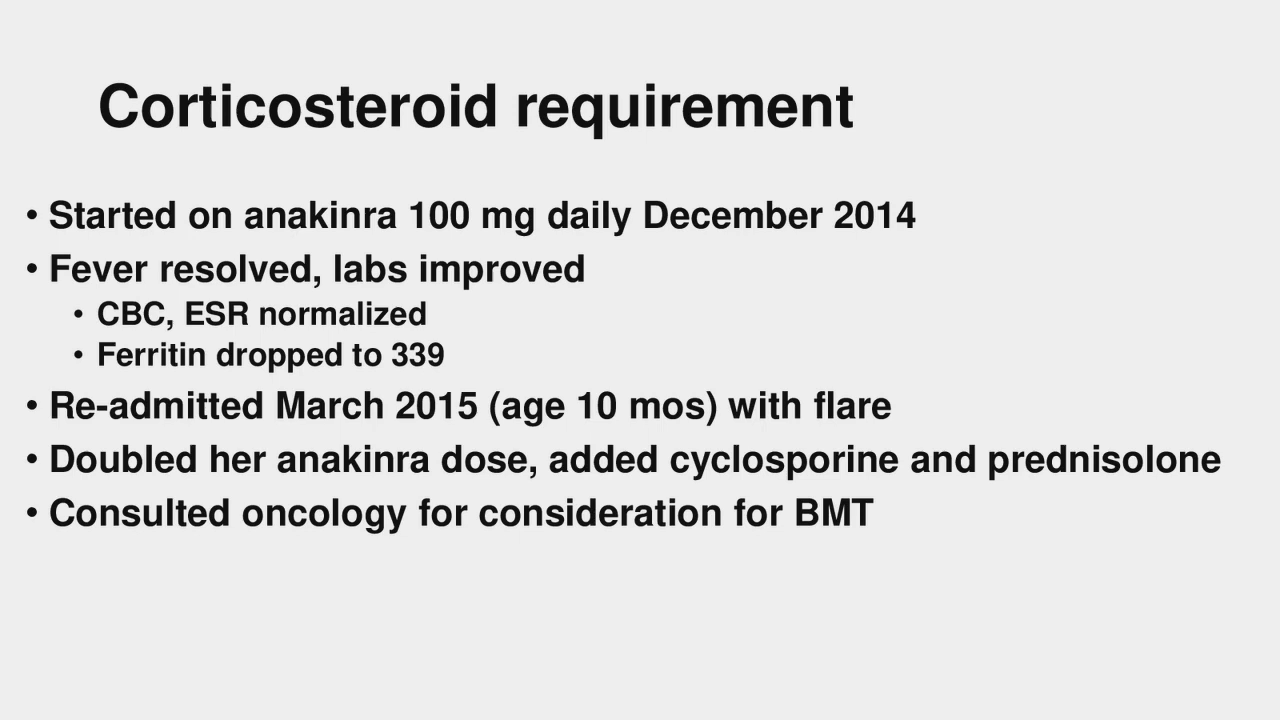 Corticosteroid requirement
• Started on anakinra 100 mg daily December 2014
• Fever resolved, labs improved
• CBC, ESR normalized
• Ferritin dropped to 339
• Re-admitted March 2015 (age 10 mos) with flare
• Doubled her anakinra dose, added cyclosporine and prednisolone
• Consulted oncology for consideration for BMT